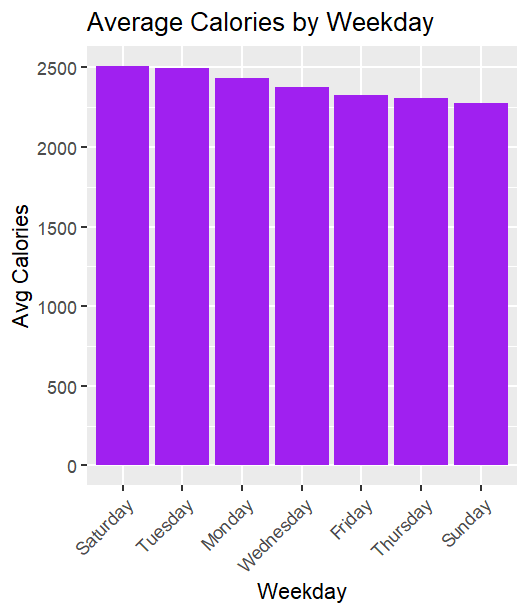 Average Calories by Weekday
Avg Calories
2500
2000
1500
1000
500
0
Saturday
Tuesday
Monday
Wednesday
Friday
Thursday
Sunday
Weekday